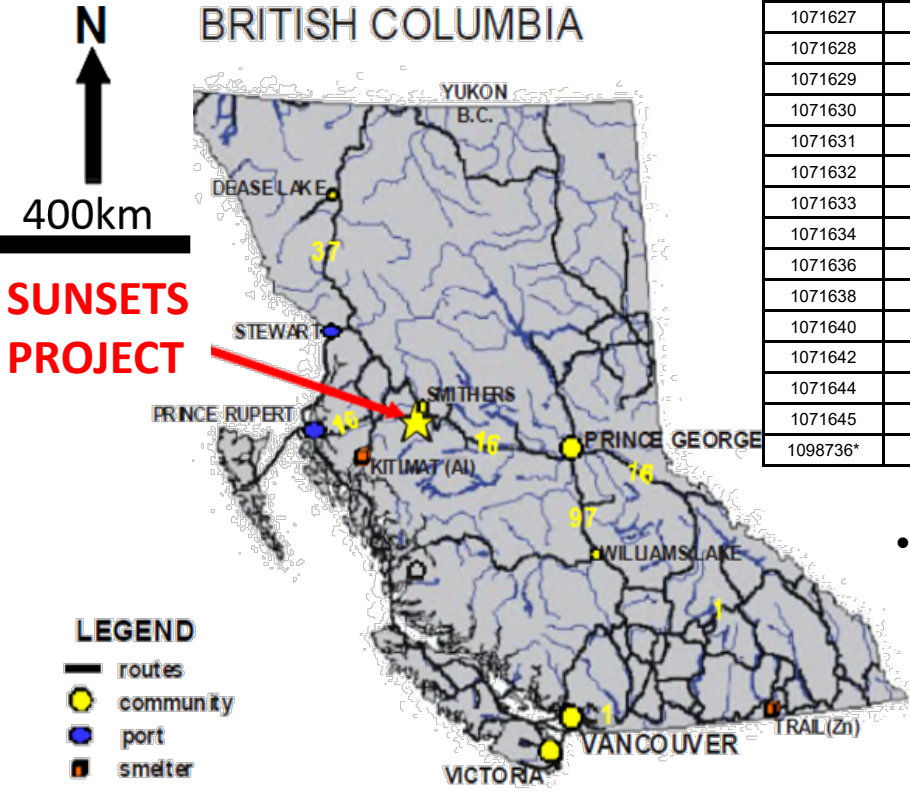 BRITISH COLUMBIA
N
400km
SUNSETS
PROJECT
YUKON
B.C.
DEASE LAKE
37
STEWART
SMITHERS
PRINCE RUPERT
16
16
PRINCE GEORGE
16
KITIMAT (Al)
97
WILLIAMS LAKE
1
1
VANCOUVER
TRAIL (Zn)
VICTORIA
LEGEND
routes
community
port
smelter
1071627
1071628
1071629
1071630
1071631
1071632
1071633
1071634
1071636
1071638
1071640
1071642
1071644
1071645
1098736*
•